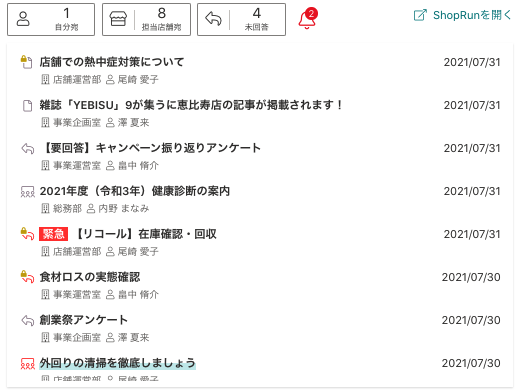 1
自分宛
8
担当店舗宛
4
未回答
2
ShopRunを開く
店舗での熱中症対策について 2021/07/31
店舗運営部 尾崎 愛子
雑誌「YEBISU」9が集うに恵比寿店の記事が掲載されます！ 2021/07/31
事業企画室 澤 夏来
【要回答】キャンペーン振り返りアンケート 2021/07/31
事業運営室 畠中 脩介
2021年度（令和3年）健康診断の案内 2021/07/31
総務部 内野 まなみ
緊急 【リコール】在庫確認・回収 2021/07/31
店舗運営部 尾崎 愛子
食材ロスの実態確認 2021/07/30
事業運営室 畠中 脩介
創業祭アンケート 2021/07/30
事業企画室 澤 夏来
外回りの清掃を徹底しましょう 2021/07/30
店舗運営部 尾崎 愛子